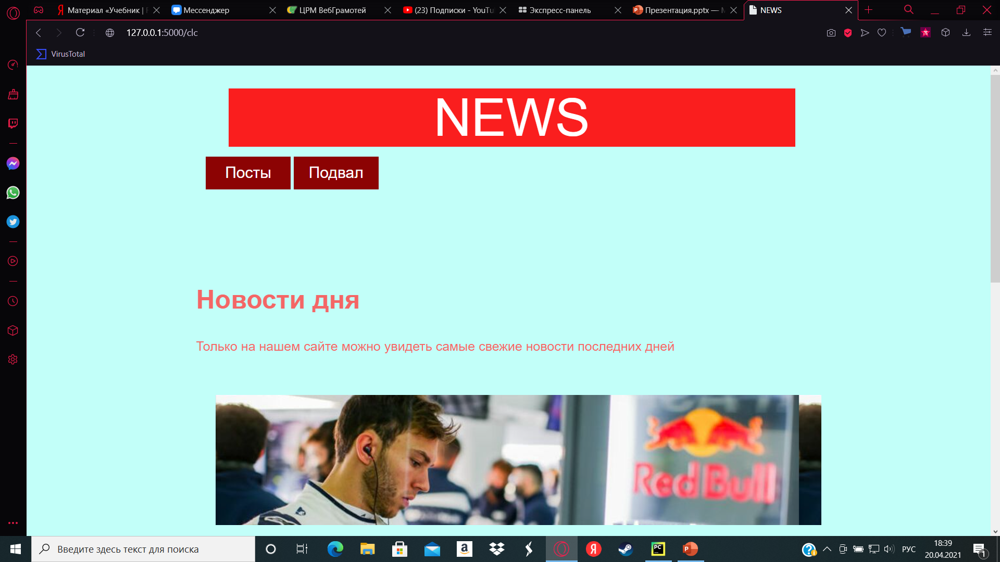 Материал «Учебник |
Мессенджер
ЦРМ ВебГрамотей
(23) Подписки - YouTu
Экспресс-панель
Презентация.pptx —
NEWS
127.0.0.1:5000/clc
VirusTotal
NEWS
Посты
Подвал
Новости дня
Только на нашем сайте можно увидеть самые свежие новости последних дней
Red Bull
Введите здесь текст для поиска
РУС
18:39
20.04.2021
1